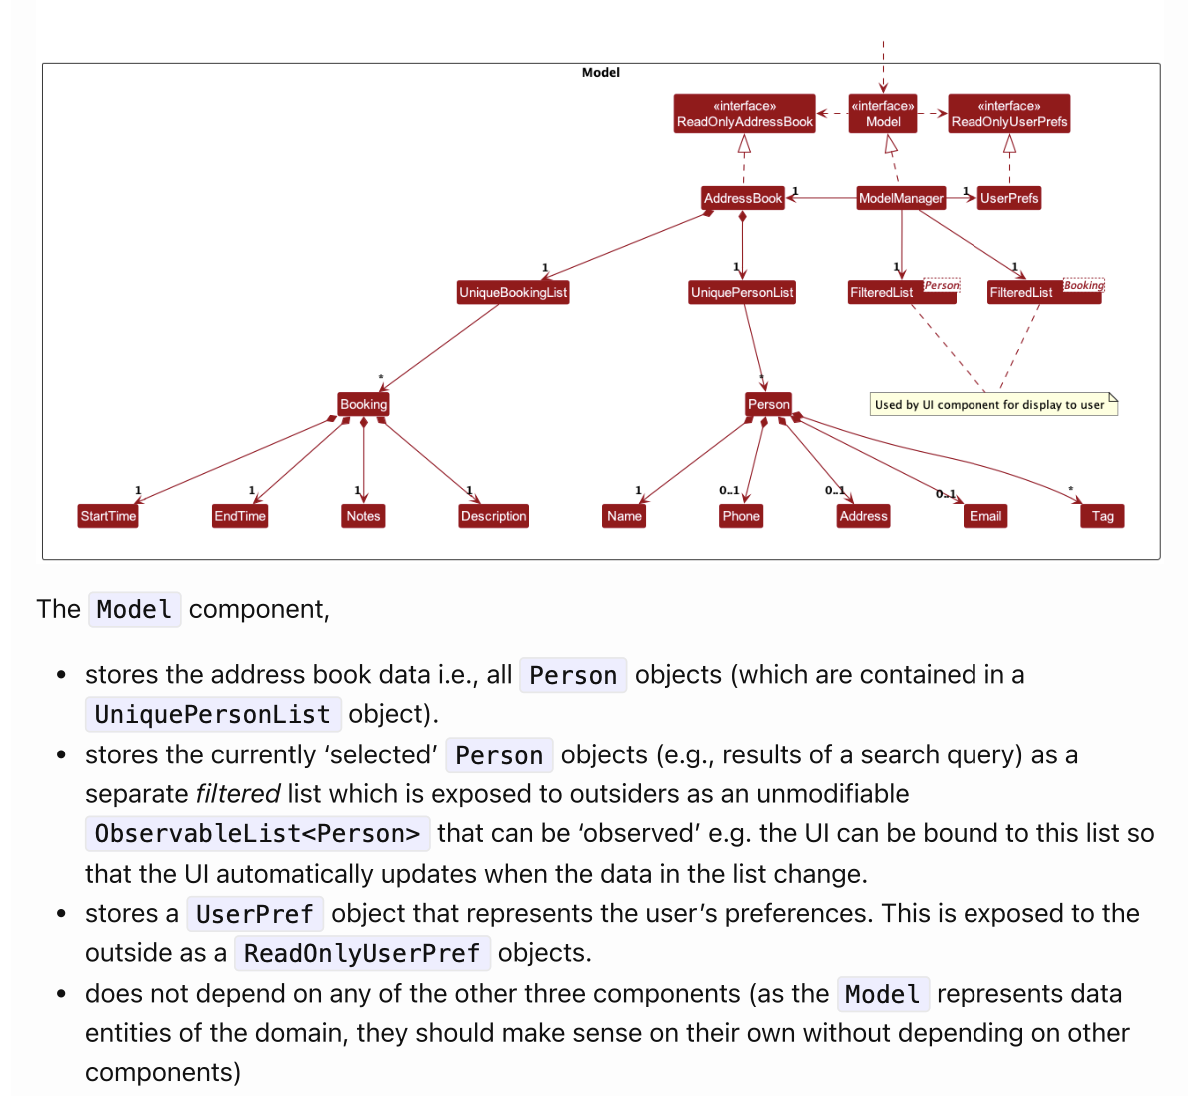 Model
«interface»
ReadOnlyAddressBook
«interface»
Model
«interface»
ReadOnlyUserPrefs
AddressBook
1
ModelManager
1
UserPrefs
1
UniqueBookingList
1
UniquePersonList
1
FilteredList
Person
1
FilteredList
Booking
*
Booking
*
Person
Used by UI component for display to user
1
StartTime
1
EndTime
1
Notes
1
Description
1
Name
0..1
Phone
0..1
Address
0..1
Email
*
Tag
The Model component,
• stores the address book data i.e., all Person objects (which are contained in a
UniquePersonList object).
• stores the currently ‘selected’ Person objects (e.g., results of a search query) as a
separate filtered list which is exposed to outsiders as an unmodifiable
ObservableList<Person> that can be ‘observed’ e.g. the UI can be bound to this list so
that the UI automatically updates when the data in the list change.
• stores a UserPref object that represents the user’s preferences. This is exposed to the
outside as a ReadOnlyUserPref objects.
• does not depend on any of the other three components (as the Model represents data
entities of the domain, they should make sense on their own without depending on other
components)